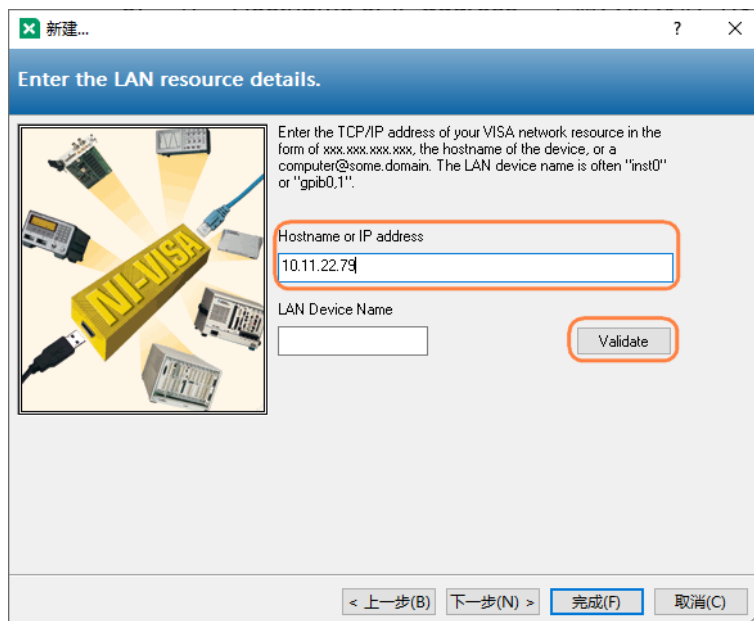 新建...
?
Enter the LAN resource details.
NI-VISA
Enter the TCP/IP address of your VISA network resource in the
form of xxx.xxx.xxx.xxx, the hostname of the device, or a
computer@some.domain. The LAN device name is often "inst0"
or "gpib0,1".
Hostname or IP address
10.11.22.79
LAN Device Name
Validate
< 上一步(B) 下一步(N) > 完成(F) 取消(C)